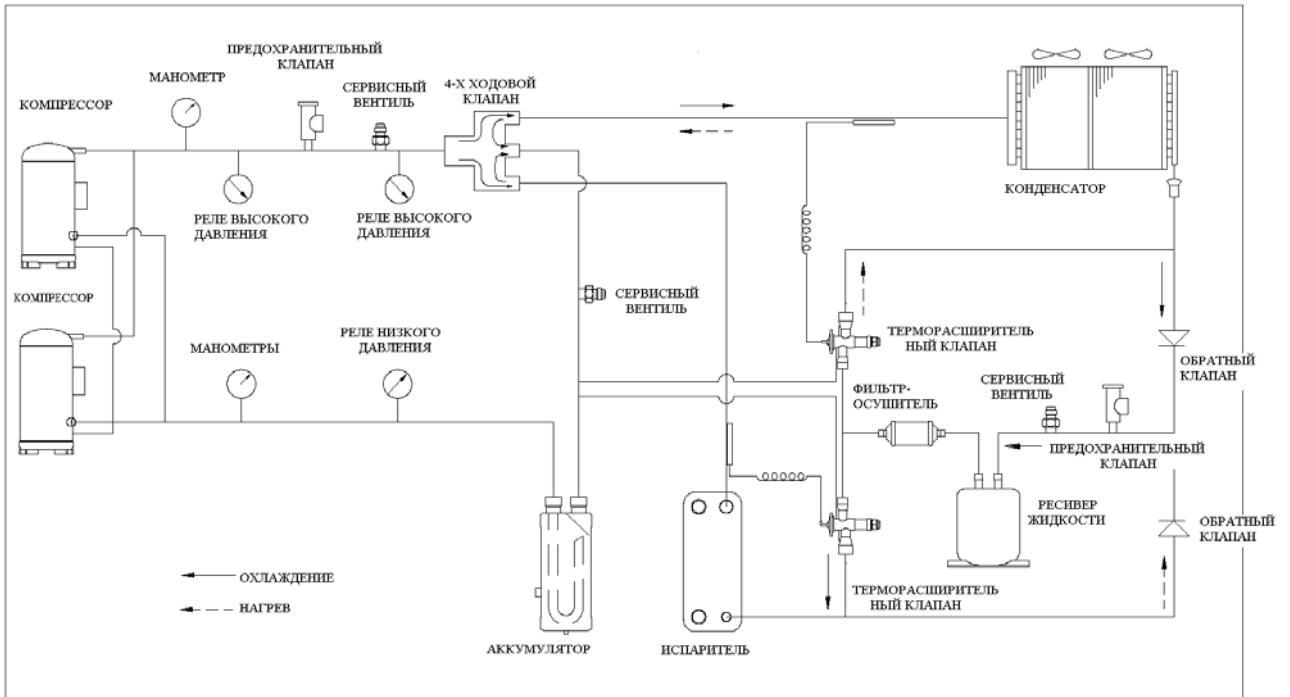 ПРЕДОХРАНИТЕЛЬНЫЙ
КЛАПАН
МАНОМЕТР
СЕРВИСНЫЙ
ВЕНТИЛЬ
4-Х ХОДОВОЙ
КЛАПАН
КОМПРЕССОР
КОНДЕНСАТОР
РЕЛЕ ВЫСОКОГО
ДАВЛЕНИЯ
РЕЛЕ ВЫСОКОГО
ДАВЛЕНИЯ
КОМПРЕССОР
СЕРВИСНЫЙ
ВЕНТИЛЬ
МАНОМЕТРЫ
РЕЛЕ НИЗКОГО
ДАВЛЕНИЯ
ТЕРМОРАСШИРИТЕЛЬ
НЫЙ КЛАПАН
ОБРАТНЫЙ
КЛАПАН
ФИЛЬТР-
ОСУШИТЕЛЬ
СЕРВИСНЫЙ
ВЕНТИЛЬ
ПРЕДОХРАНИТЕЛЬНЫЙ
КЛАПАН
РЕСИВЕР
ЖИДКОСТИ
ОБРАТНЫЙ
КЛАПАН
ОХЛАЖДЕНИЕ
НАГРЕВ
ТЕРМОРАСШИРИТЕЛЬ
НЫЙ КЛАПАН
АККУМУЛЯТОР
ИСПАРИТЕЛЬ